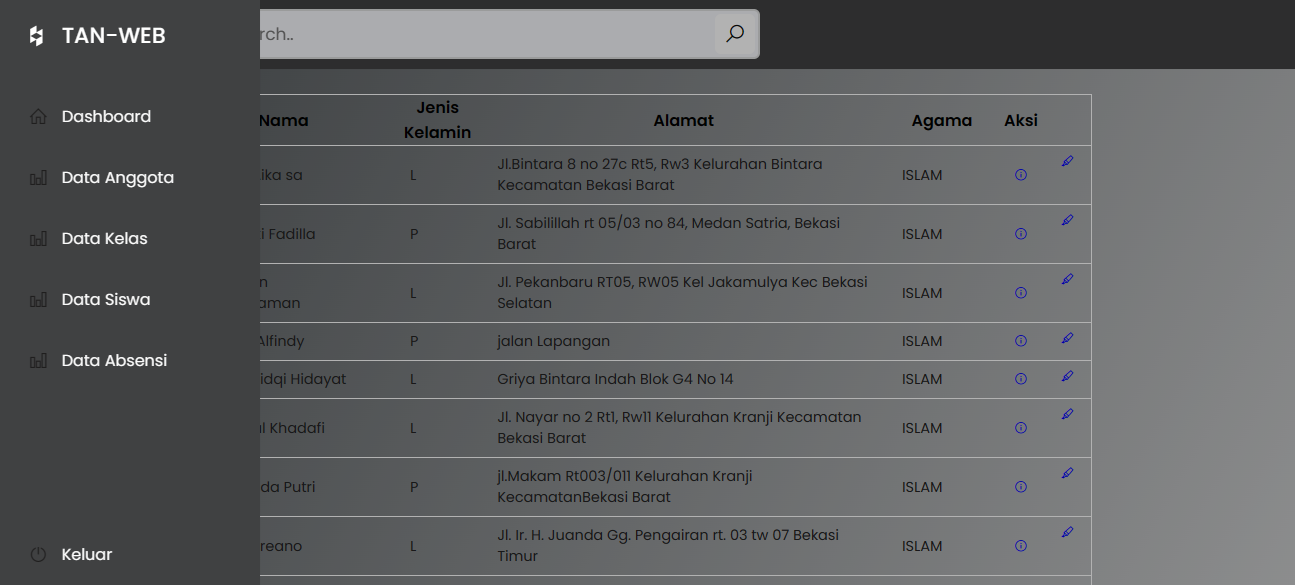 TAN-WEB
rch..
Dashboard
Data Anggota
Data Kelas
Data Siswa
Data Absensi
Keluar
Nama
Jenis
Kelamin
Alamat
Agama
Aksi
ika sa
L
Jl.Bintara 8 no 27c Rt5, Rw3 Kelurahan Bintara
Kecamatan Bekasi Barat
ISLAM
i Fadilla
P
Jl. Sabilillah rt 05/03 no 84, Medan Satria, Bekasi
Barat
ISLAM
n
aman
L
Jl. Pekanbaru RT05, RW05 Kel Jakamulya Kec Bekasi
Selatan
ISLAM
Alfindy
P
jalan Lapangan
ISLAM
idqi Hidayat
L
Griya Bintara Indah Blok G4 No 14
ISLAM
ul Khadafi
L
Jl. Nayar no 2 Rt1, Rw11 Kelurahan Kranji Kecamatan
Bekasi Barat
ISLAM
da Putri
P
jl.Makam Rt003/011 Kelurahan Kranji
KecamatanBekasi Barat
ISLAM
reano
L
Jl. Ir. H. Juanda Gg. Pengairan rt. 03 tw 07 Bekasi
Timur
ISLAM